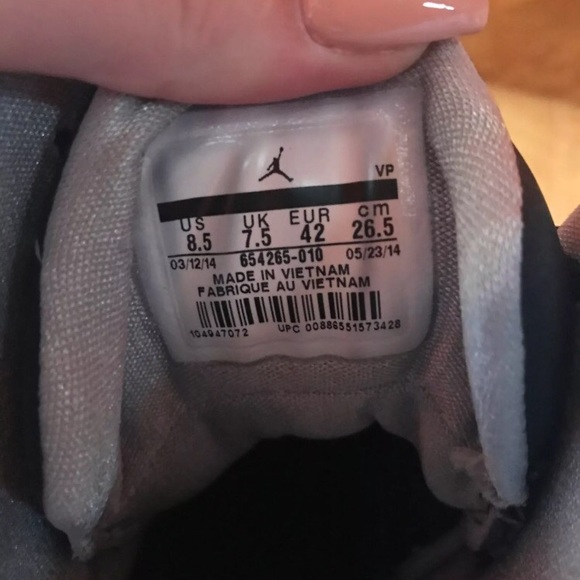 VP
US UK EUR cm
8.5 7.5 42 26.5
03/12/14 654265-010 05/23/14
MADE IN VIETNAM
FABRIQUE AU VIETNAM
104947072 UPC 00886551573428